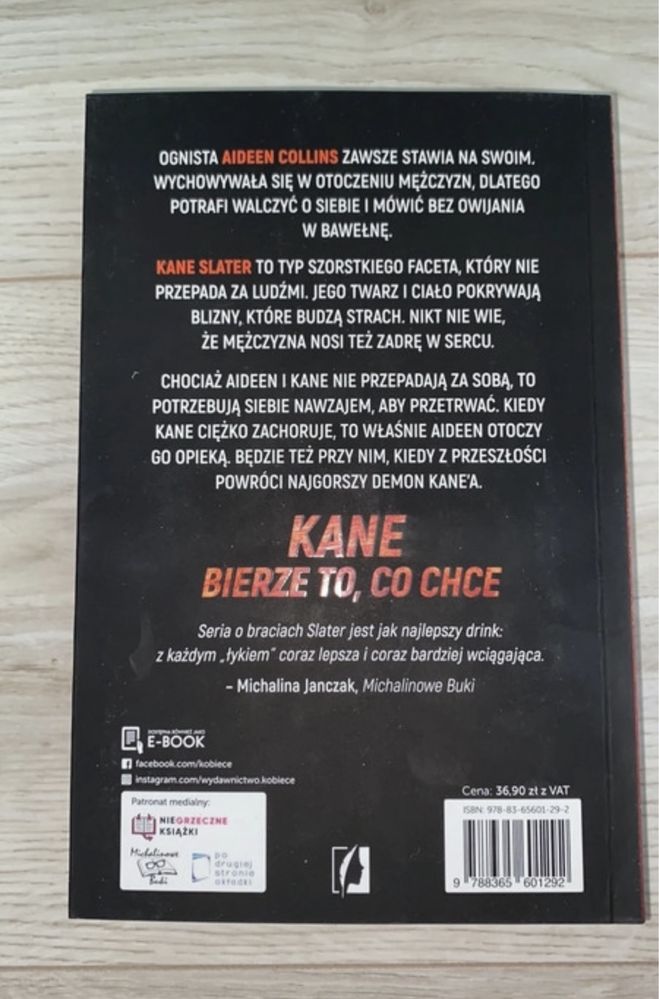 OGNISTA AIDEEN COLLINS ZAWSZE STAWIA NA SWOIM.
WYCHOWYWAŁA SIĘ W OTOCZENIU MĘŻCZYZN, DLATEGO
POTRAFI WALCZYĆ O SIEBIE I MÓWIĆ BEZ OWIJANIA
W BAWEŁNĘ.
KANE SLATER TO TYP SZORSTKIEGO FACETA, KTÓRY NIE
PRZEPADA ZA LUDŹMI. JEGO TWARZ I CIAŁO POKRYWAJĄ
BLIZNY, KTÓRE BUDZĄ STRACH. NIKT NIE WIE,
ŻE MĘŻCZYZNA NOSI TEŻ ZADRĘ W SERCU.
CHOCIAŻ AIDEEN I KANE NIE PRZEPADAJĄ ZA SOBĄ, TO
POTRZEBUJĄ SIEBIE NAWZAJEM, ABY PRZETRWAĆ. KIEDY
KANE CIĘŻKO ZACHORUJE, TO WŁAŚNIE AIDEEN OTOCZY
GO OPIEKĄ. BĘDZIE TEŻ PRZY NIM, KIEDY Z PRZESZŁOŚCI
POWRÓCI NAJGORSZY DEMON KANE'A.
KANE
BIERZE TO, CO CHCE
Seria o braciach Slater jest jak najlepszy drink:
z każdym „łykiem" coraz lepsza i coraz bardziej wciągająca.
– Michalina Janczak, Michalinowe Buki
DOSTĘPNA RÓWNIEŻ JAKO
E-BOOK
facebook.com/kobiece
instagram.com/wydawnictwo.kobiece
Patronat medialny:
NIEGRZECZNE
KSIĄŻKI
Michalinowe
Buki
po
drugiej
stronie
okładki
Cena: 36,90 zł z VAT
ISBN: 978-83-65601-29-2
9 788365 601292